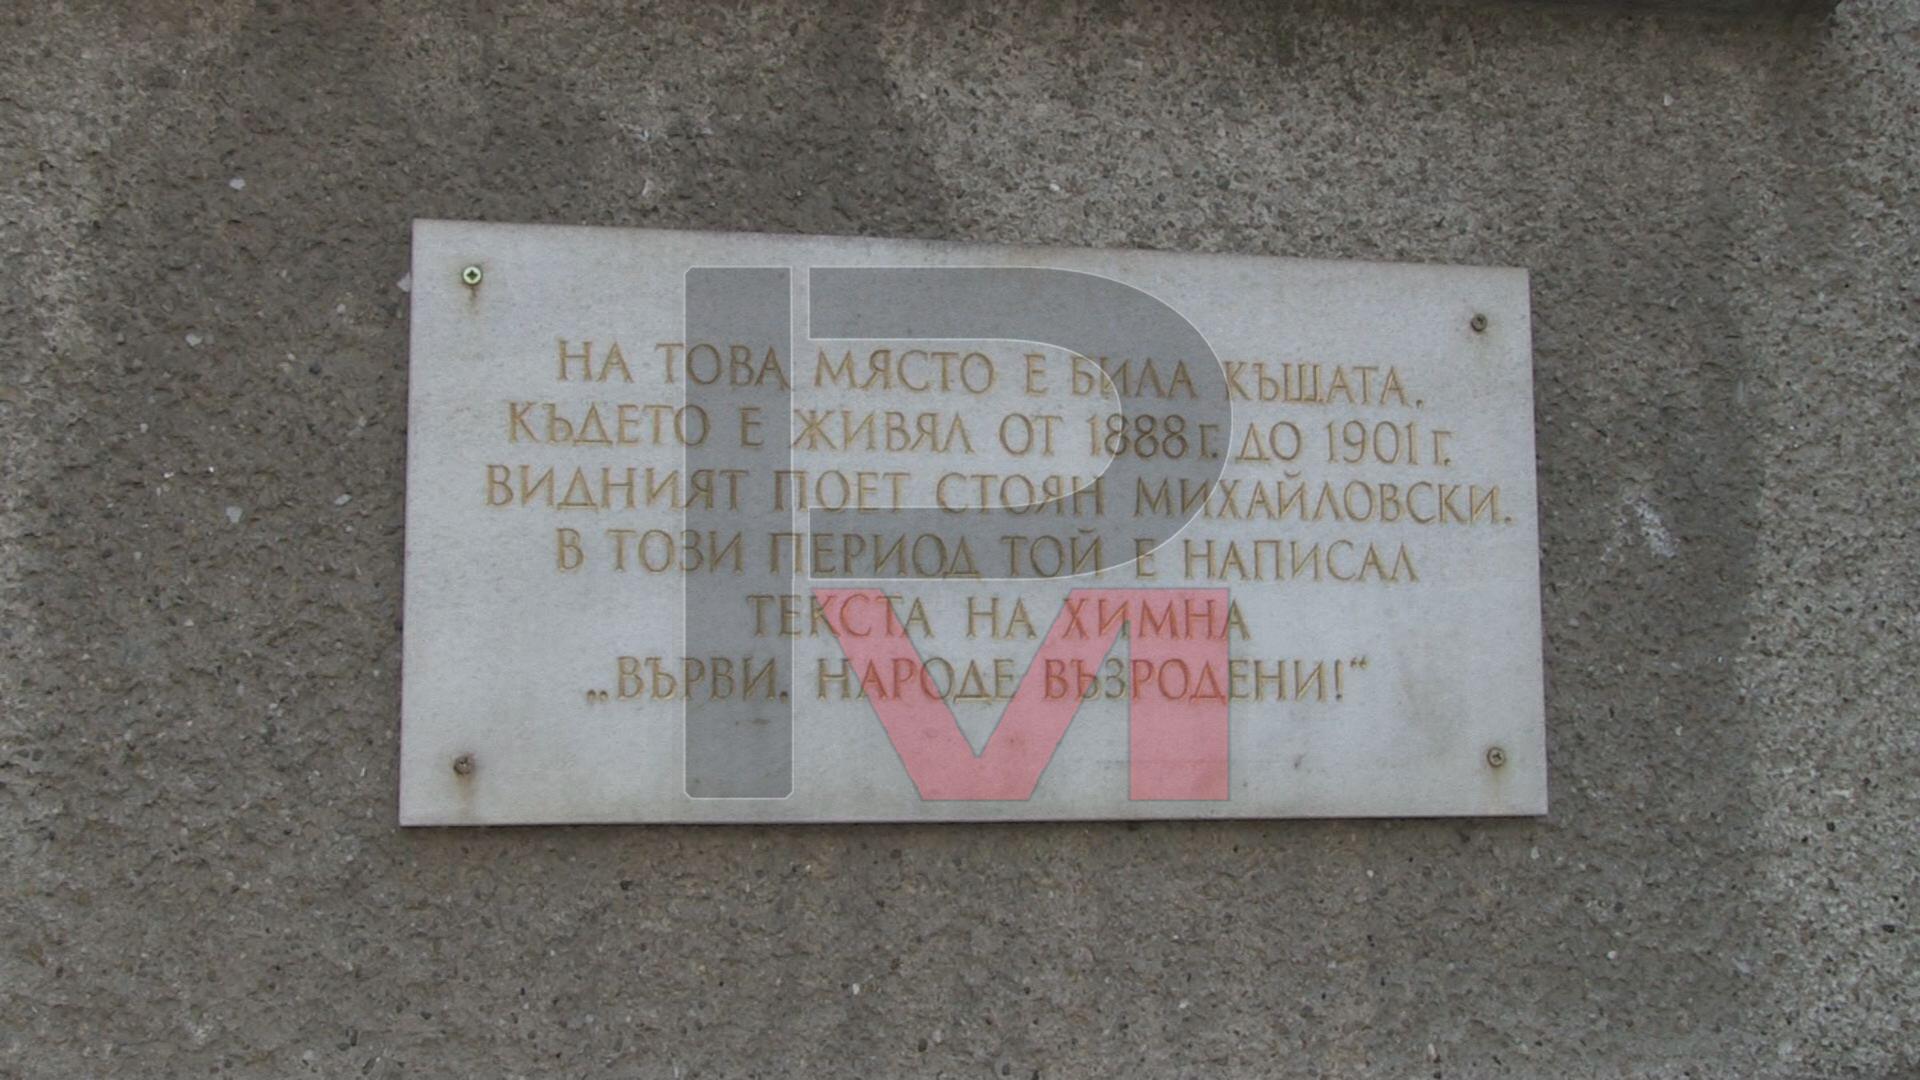 НА ТОВА МЯСТО Е БИЛА КЪЩАТА,
КЪДЕТО Е ЖИВЯЛ ОТ 1888 Г. ДО 1901 Г.
ВИДНИЯТ ПОЕТ СТОЯН МИХАЙЛОВСКИ.
В ТОЗИ ПЕРИОД ТОЙ Е НАПИСАЛ
ТЕКСТА НА ХИМНА
„ВЪРВИ, НАРОДЕ ВЪЗРОДЕНИ!“